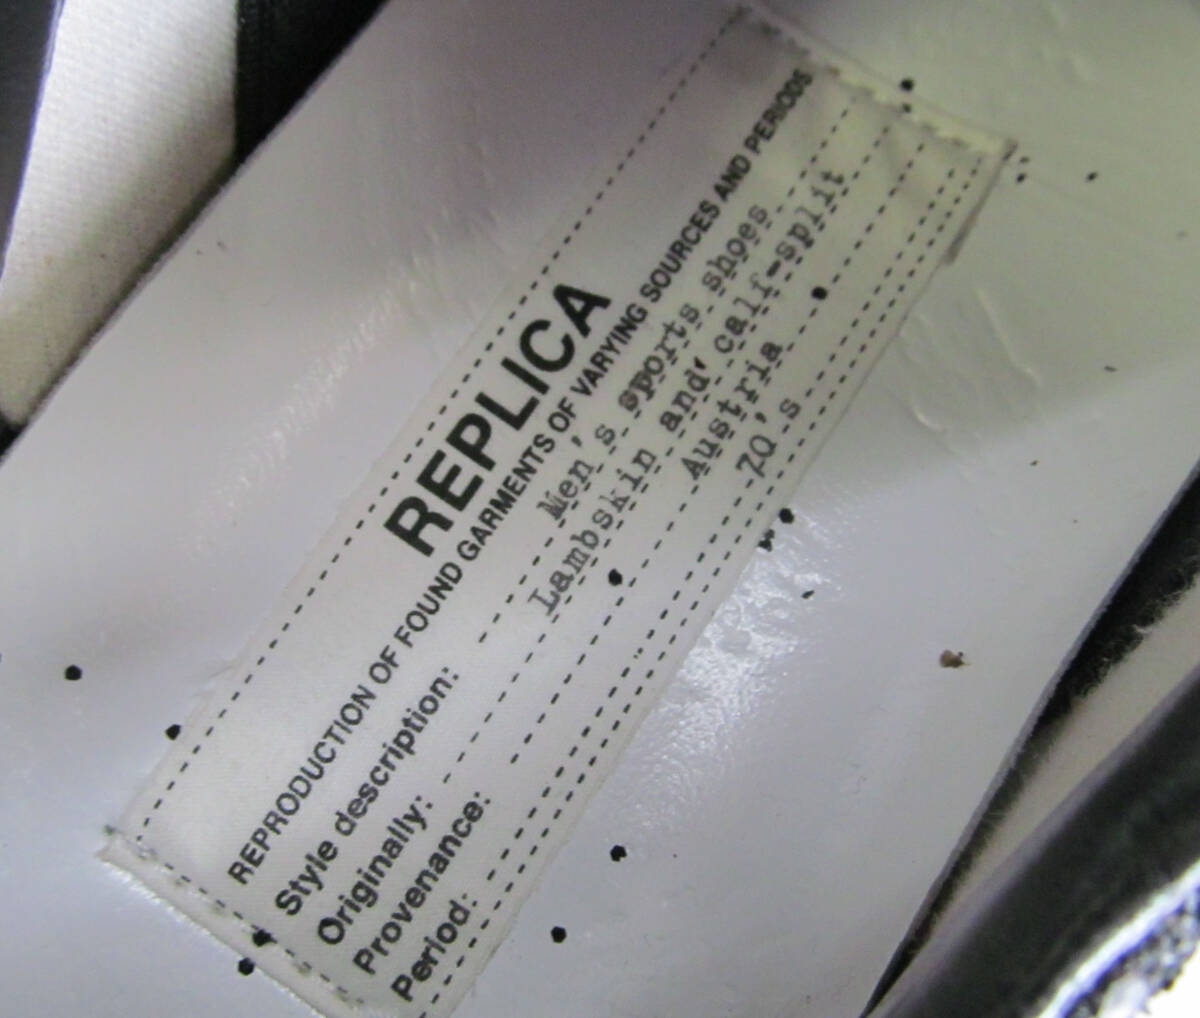 REPLICA
REPRODUCTION OF FOUND GARMENTS OF VARYING SOURCES AND PERIODS
Style description: Men's sports shoes
Originally: Lambskin and calf-split
Provenance: Austria
Period: 70's